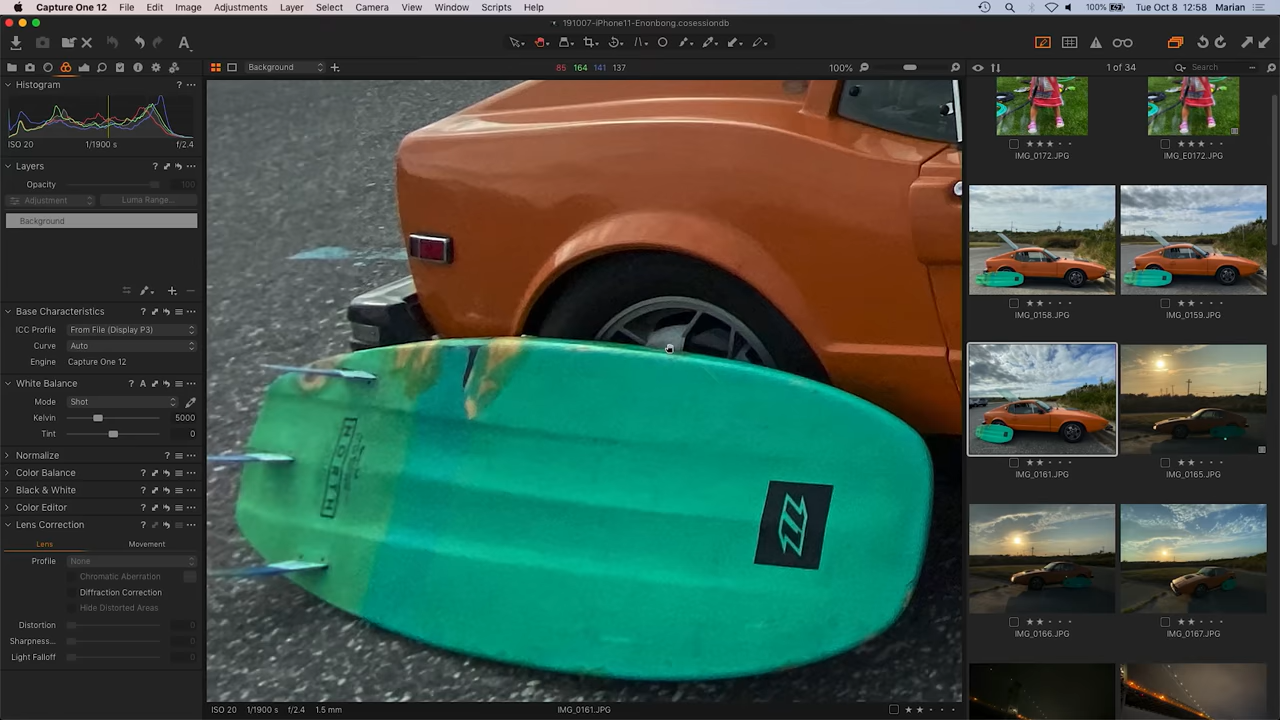 Capture One 12 File Edit View Image Adjustments Layer Select Camera View Window Scripts Help 100% Tue Oct 8 12:58 Marian
191007-iPhone11-Enonbong.cosessiondb
Background 85 164 141 137 100% 1 of 34 Search
Histogram
ISO 20 1/1900 s f/2.4
Layers
Opacity 100
Adjustment Luma Range...
Background
Base Characteristics
ICC Profile From File (Display P3)
Curve Auto
Engine Capture One 12
White Balance
Mode Shot
Kelvin 5000
Tint 0
Normalize
Color Balance
Black & White
Color Editor
Lens Correction
Lens Movement
Profile None
Chromatic Aberration
Diffraction Correction
Hide Distorted Areas
Distortion 0
Sharpness... 0
Light Falloff 0
NORTH
ISO 20 1/1900 s f/2.4 1.5 mm IMG_0161.JPG
IMG_0172.JPG IMG_E0172.JPG
IMG_0158.JPG IMG_0159.JPG
IMG_0161.JPG IMG_0165.JPG
IMG_0166.JPG IMG_0167.JPG